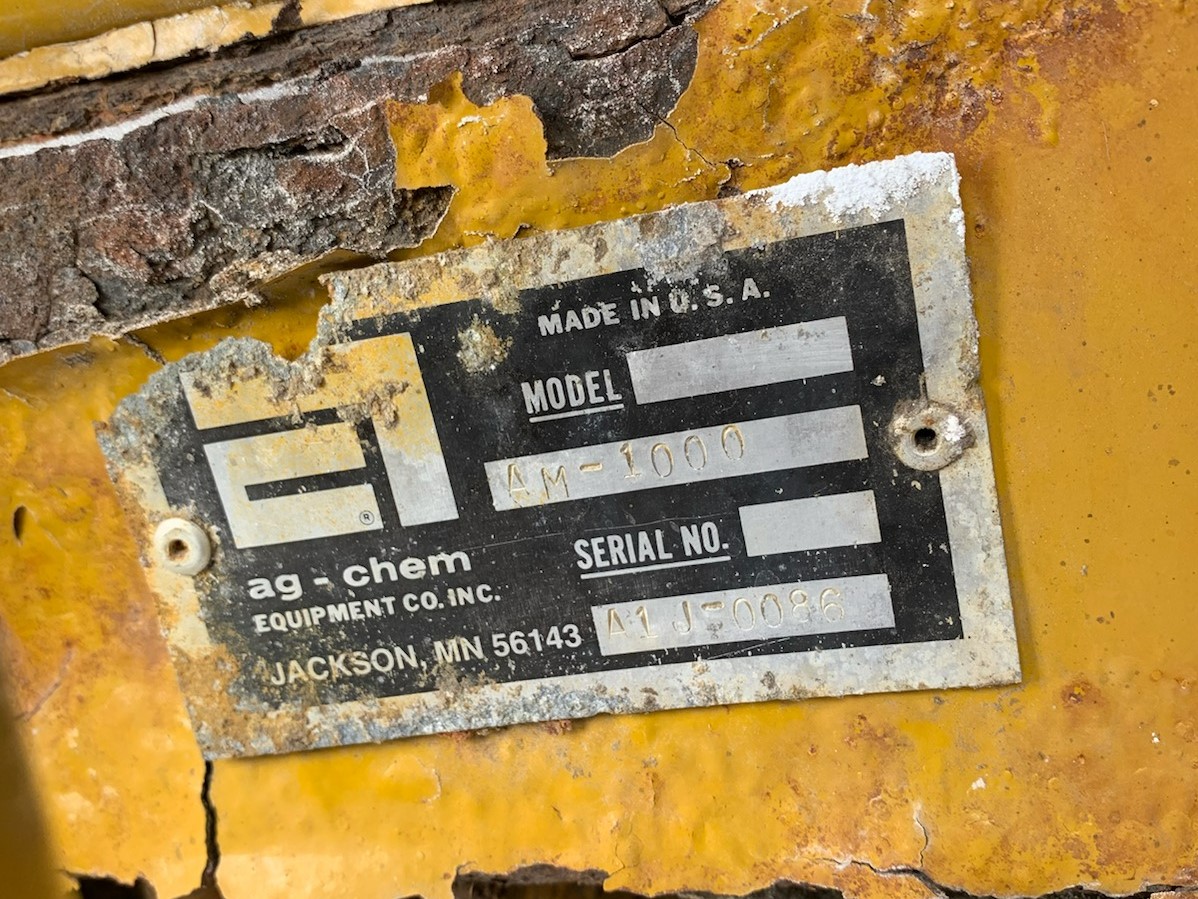 MADE IN U.S.A.
MODEL
AM-1000
®
SERIAL NO.
A1J-0086
ag-chem
EQUIPMENT CO. INC.
JACKSON, MN 56143